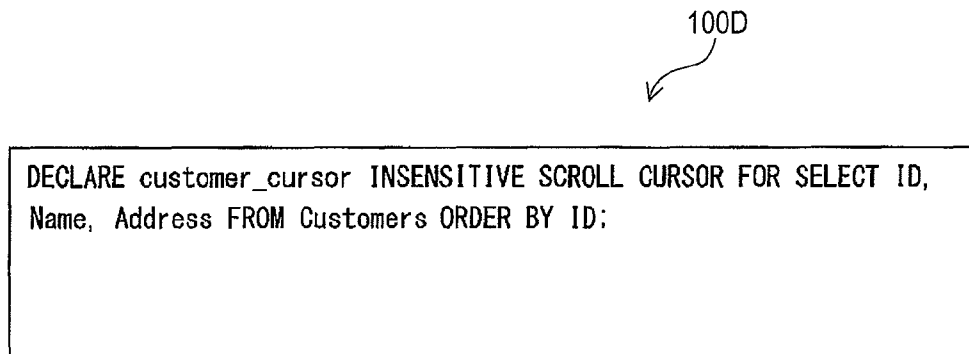 100D
DECLARE customer_cursor INSENSITIVE SCROLL CURSOR FOR SELECT ID,
Name, Address FROM Customers ORDER BY ID;